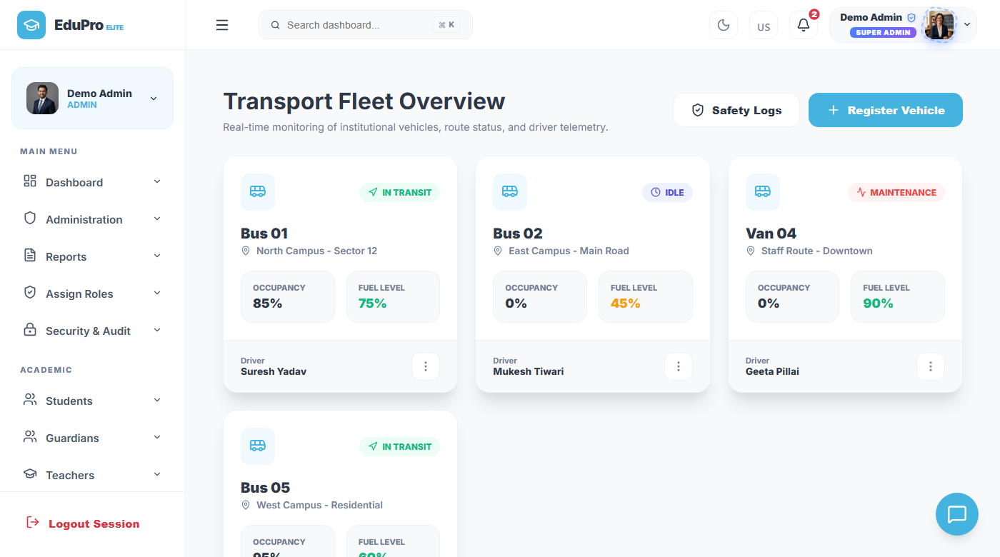 EduPro ELITE
Search dashboard...
⌘ K
US
2
Demo Admin
SUPER ADMIN
Demo Admin
ADMIN
MAIN MENU
Dashboard
Administration
Reports
Assign Roles
Security & Audit
ACADEMIC
Students
Guardians
Teachers
Logout Session
Transport Fleet Overview
Real-time monitoring of institutional vehicles, route status, and driver telemetry.
Safety Logs
Register Vehicle
IN TRANSIT
Bus 01
North Campus - Sector 12
OCCUPANCY
85%
FUEL LEVEL
75%
Driver
Suresh Yadav
IDLE
Bus 02
East Campus - Main Road
OCCUPANCY
0%
FUEL LEVEL
45%
Driver
Mukesh Tiwari
MAINTENANCE
Van 04
Staff Route - Downtown
OCCUPANCY
0%
FUEL LEVEL
90%
Driver
Geeta Pillai
IN TRANSIT
Bus 05
West Campus - Residential
OCCUPANCY
FUEL LEVEL